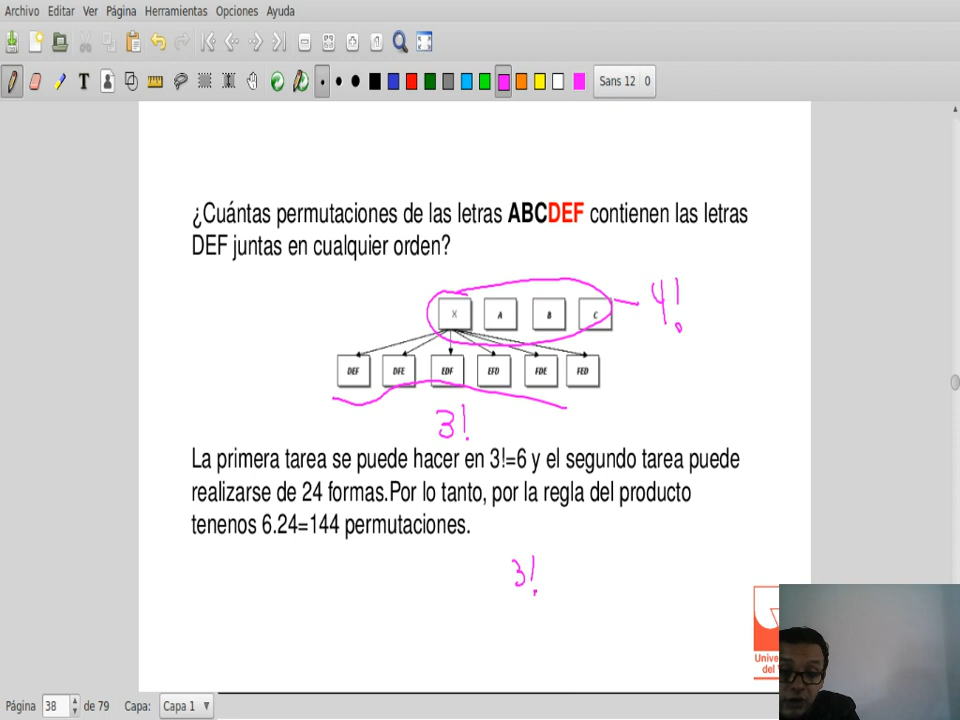 Archivo Editar Ver Página Herramientas Opciones Ayuda
T Sans 12 0
¿Cuántas permutaciones de las letras ABCDEF contienen las letras
DEF juntas en cualquier orden?
X A B C 4!
DEF DFE EDF EFD FDE FED
3!
La primera tarea se puede hacer en 3!=6 y el segundo tarea puede
realizarse de 24 formas.Por lo tanto, por la regla del producto
tenenos 6.24=144 permutaciones.
3!
Unive
del
Página 38 de 79 Capa: Capa 1